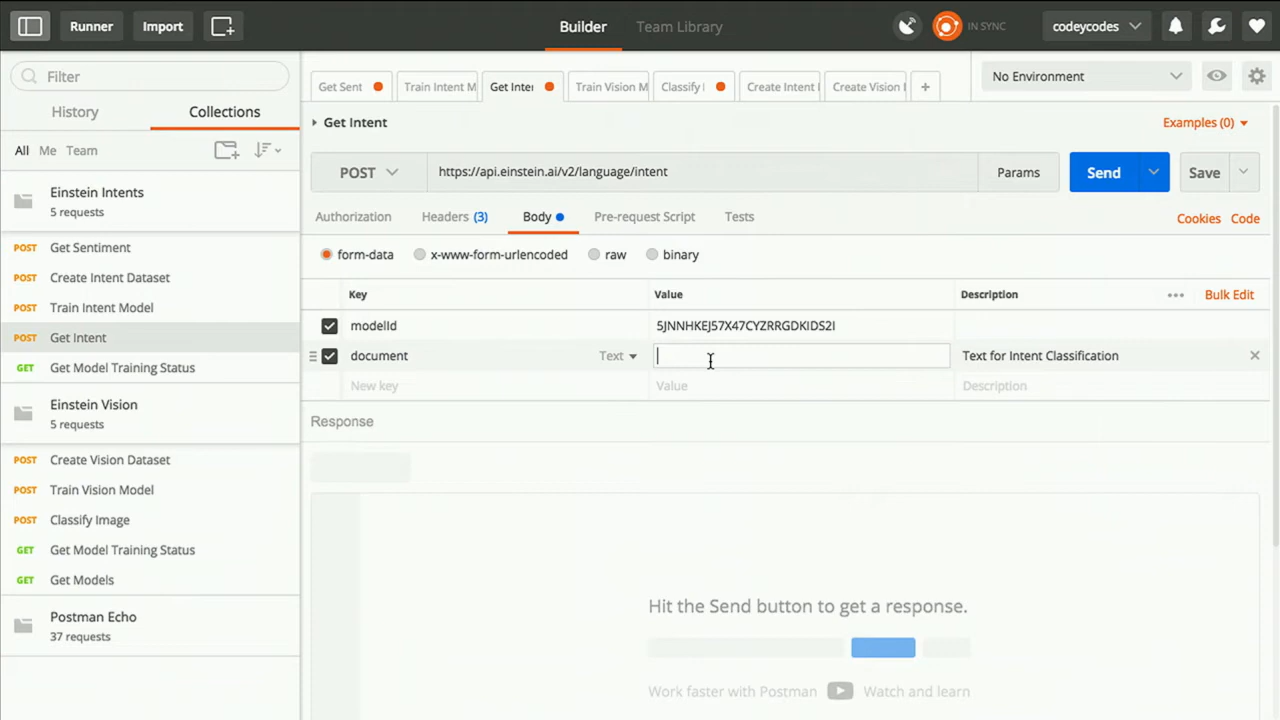 Runner
Import
Builder
Team Library
IN SYNC
codeycodes
Filter
History
Collections
All Me Team
Einstein Intents
5 requests
POST Get Sentiment
POST Create Intent Dataset
POST Train Intent Model
POST Get Intent
GET Get Model Training Status
Einstein Vision
5 requests
POST Create Vision Dataset
POST Train Vision Model
POST Classify Image
GET Get Model Training Status
GET Get Models
Postman Echo
37 requests
Get Sent
Train Intent M
Get Inter
Train Vision M
Classify I
Create Intent I
Create Vision I
+
No Environment
Get Intent
Examples (0)
POST
https://api.einstein.ai/v2/language/intent
Params
Send
Save
Authorization
Headers (3)
Body
Pre-request Script
Tests
Cookies
Code
form-data
x-www-form-urlencoded
raw
binary
Key
Value
Description
Bulk Edit
modelId
5JNNHKEJ57X47CYZRRGDKIDS2I
document
Text
Text for Intent Classification
New key
Value
Description
Response
Hit the Send button to get a response.
Work faster with Postman
Watch and learn